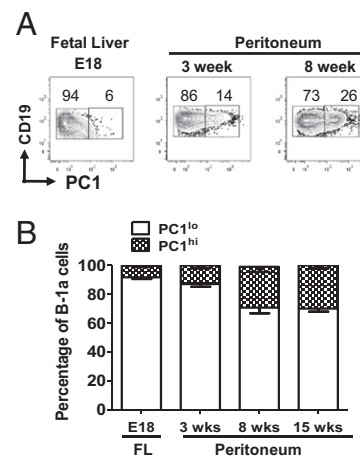 A
Fetal Liver
E18
Peritoneum
3 week
8 week
94 6
86 14
73 26
CD19
PC1
B
PC1lo
PC1hi
Percentage of B-1a cells
100
80
60
40
20
0
E18 3 wks 8 wks 15 wks
FL Peritoneum